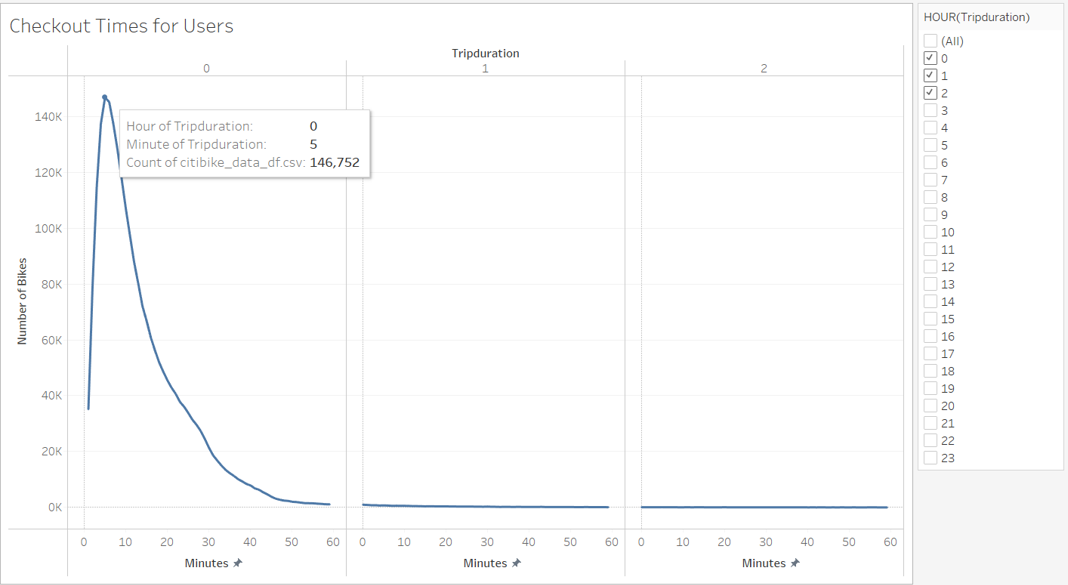 Checkout Times for Users
Tripduration
0 1 2
140K
120K
100K
80K
60K
40K
20K
0K
Number of Bikes
Hour of Tripduration: 0
Minute of Tripduration: 5
Count of citibike_data_df.csv: 146,752
0 10 20 30 40 50 60 0 10 20 30 40 50 60 0 10 20 30 40 50 60
Minutes Minutes Minutes
HOUR(Tripduration)
(All)
0
1
2
3
4
5
6
7
8
9
10
11
12
13
14
15
16
17
18
19
20
21
22
23